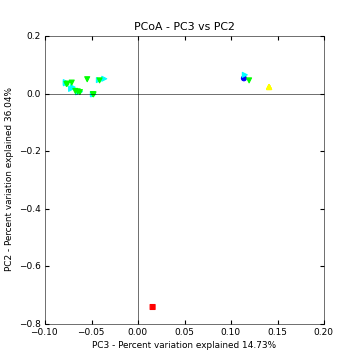 PCoA - PC3 vs PC2
0.2
0.0
−0.2
−0.4
−0.6
−0.8
PC2 - Percent variation explained 36.04%
−0.10 −0.05 0.00 0.05 0.10 0.15 0.20
PC3 - Percent variation explained 14.73%